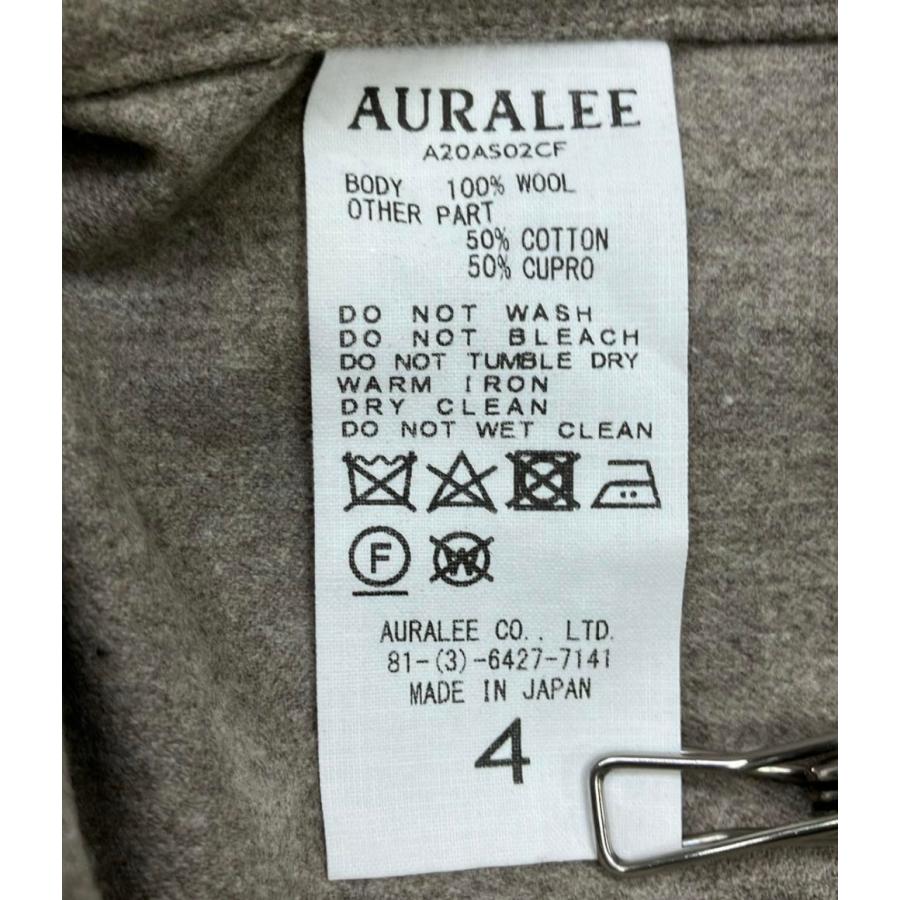 AURALEE
A20AS02CF
BODY 100% WOOL
OTHER PART
50% COTTON
50% CUPRO
DO NOT WASH
DO NOT BLEACH
DO NOT TUMBLE DRY
WARM IRON
DRY CLEAN
DO NOT WET CLEAN
F W
AURALEE CO., LTD.
81-(3)-6427-7141
MADE IN JAPAN
4